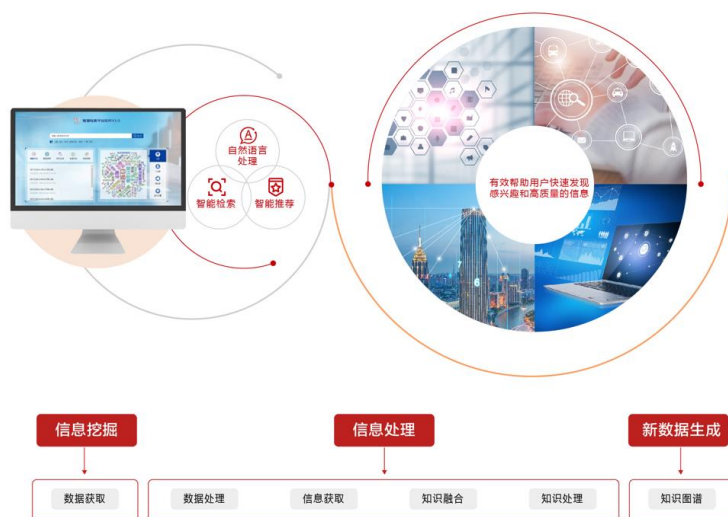 自然语言
处理
智能检索
智能推荐
有效帮助用户快速发现
感兴趣和高质量的信息
6
信息挖掘
信息处理
新数据生成
数据获取
数据处理
信息获取
知识融合
知识处理
知识图谱